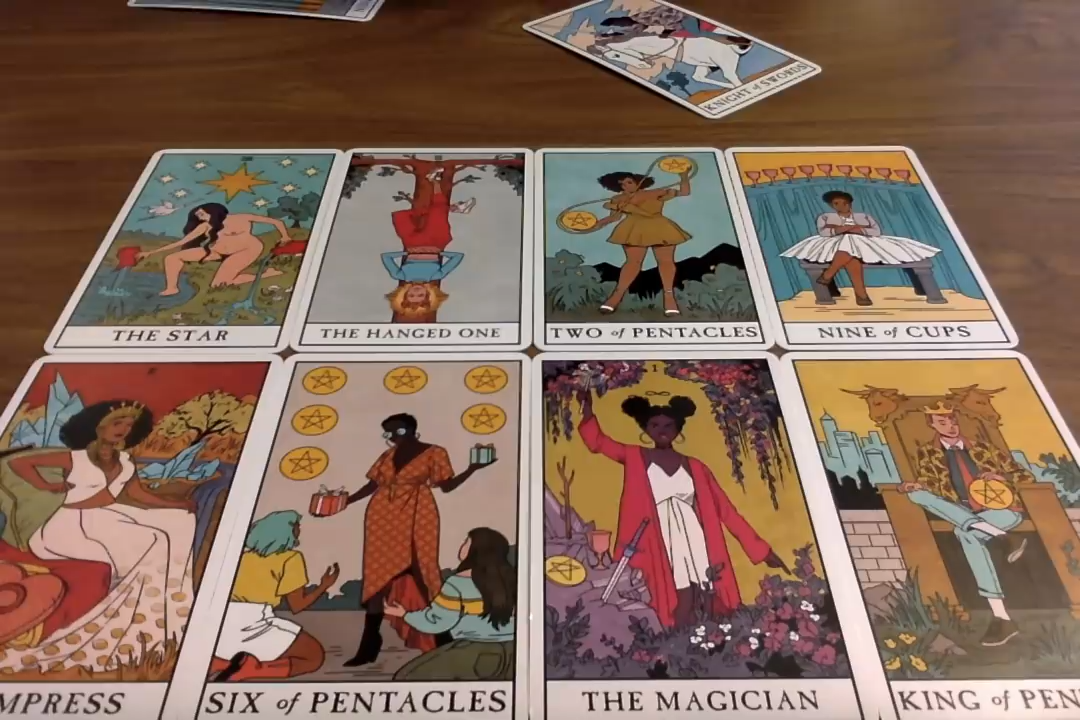 KNIGHT of SWORDS
THE STAR
THE HANGED ONE
TWO of PENTACLES
NINE of CUPS
MPRESS
SIX of PENTACLES
1
THE MAGICIAN
KING of PEN